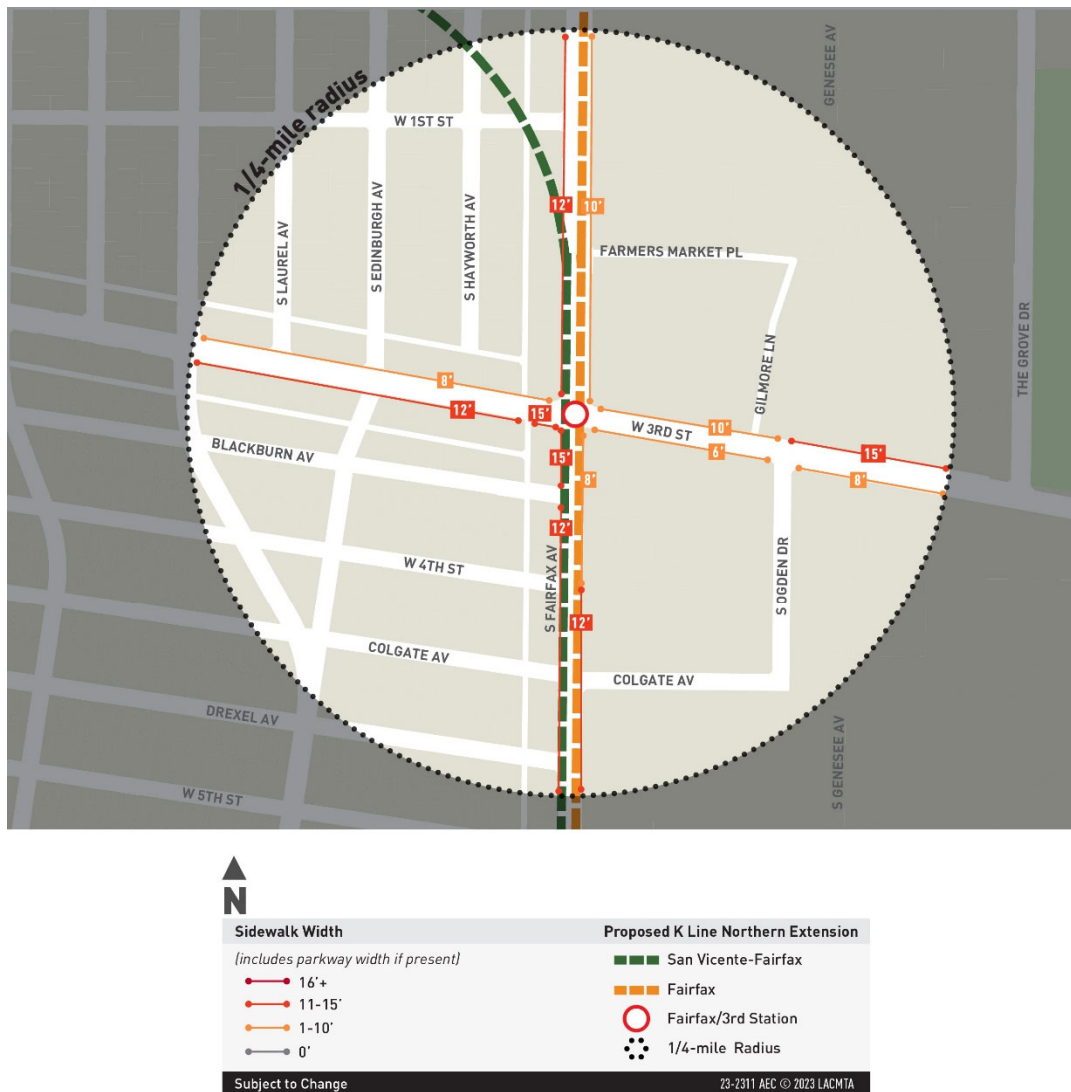 GENESEE AV
1/4-mile radius
W 1ST ST
12'
10'
S LAUREL AV
S EDINBURGH AV
S HAYWORTH AV
FARMERS MARKET PL
THE GROVE DR
GILMORE LN
8'
12'
15'
W 3RD ST
10'
6'
15'
8'
BLACKBURN AV
15'
8'
12'
W 4TH ST
S FAIRFAX AV
S OGDEN DR
12'
COLGATE AV
COLGATE AV
DREXEL AV
S GENESEE AV
W 5TH ST
N
Sidewalk Width
(includes parkway width if present)
16'+
11-15'
1-10'
0'
Proposed K Line Northern Extension
San Vicente-Fairfax
Fairfax
Fairfax/3rd Station
1/4-mile Radius
Subject to Change
23-2311 AEC © 2023 LACMTA